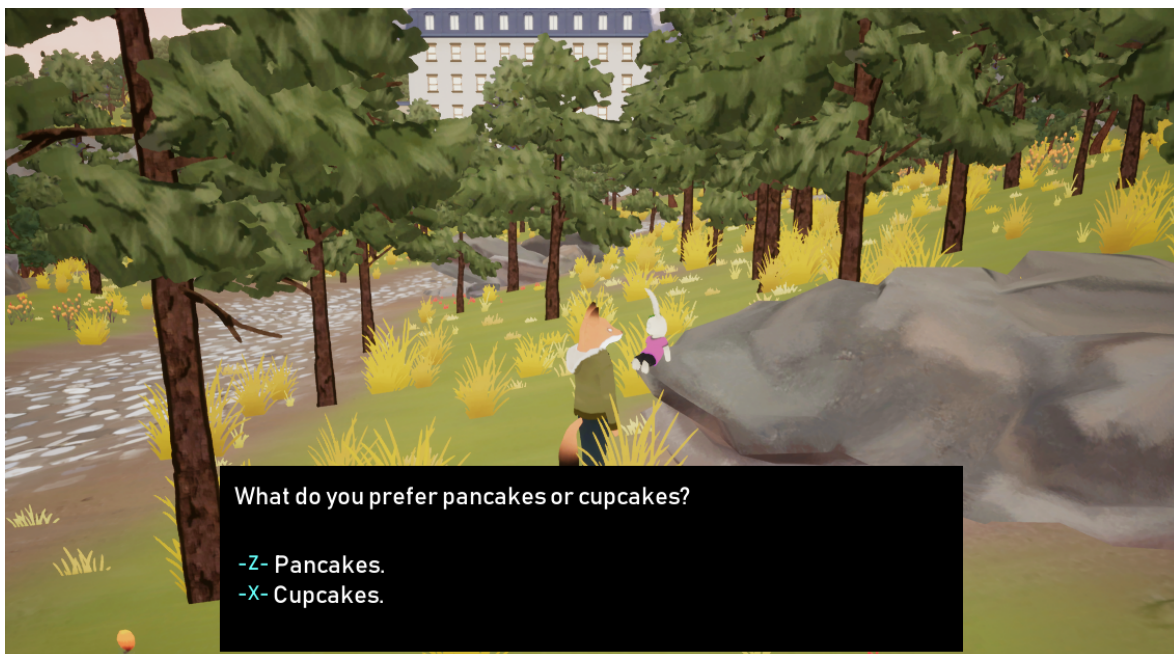 What do you prefer pancakes or cupcakes?
-Z- Pancakes.
-X- Cupcakes.